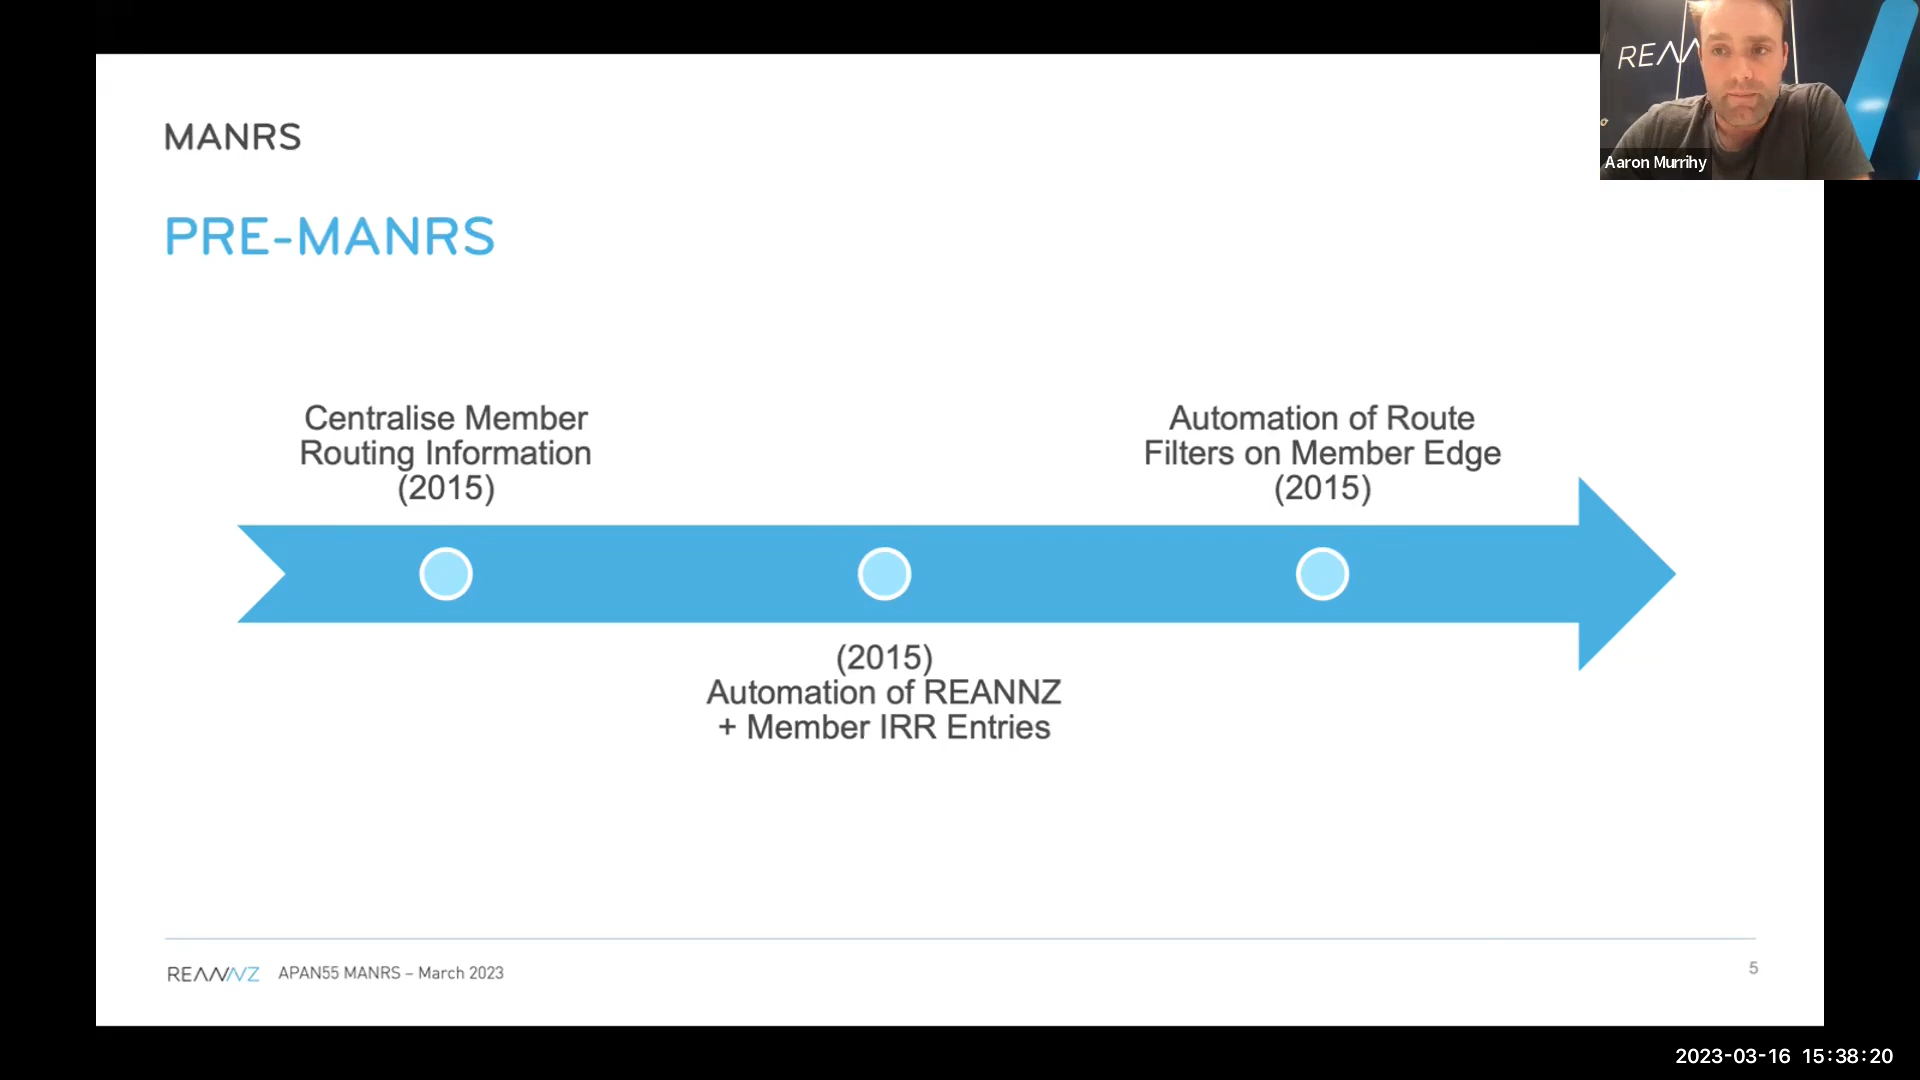 MANRS
PRE-MANRS
Centralise Member
Routing Information
(2015)
Automation of Route
Filters on Member Edge
(2015)
(2015)
Automation of REANNZ
+ Member IRR Entries
REANNZ
APAN55 MANRS – March 2023
5
Aaron Murrihy
2023-03-16 15:38:20